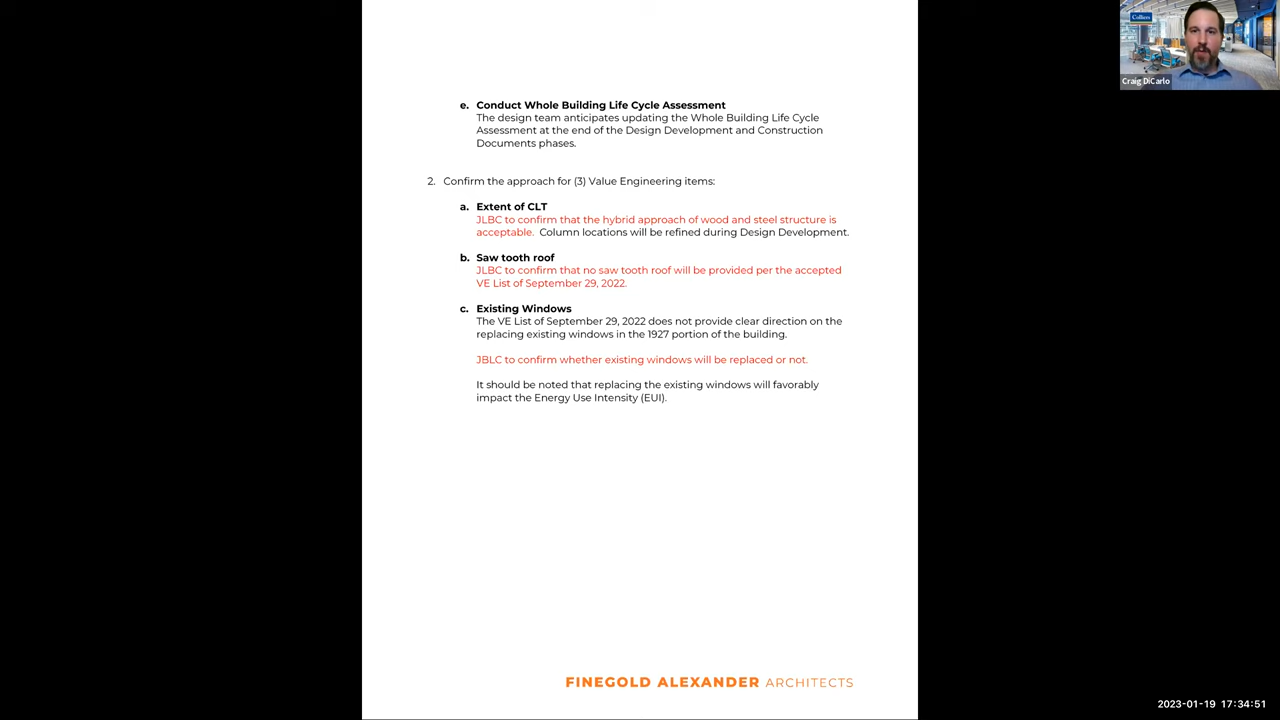 Colliers
Craig DiCarlo
e. Conduct Whole Building Life Cycle Assessment
The design team anticipates updating the Whole Building Life Cycle
Assessment at the end of the Design Development and Construction
Documents phases.
2. Confirm the approach for (3) Value Engineering items:
a. Extent of CLT
JLBC to confirm that the hybrid approach of wood and steel structure is
acceptable. Column locations will be refined during Design Development.
b. Saw tooth roof
JLBC to confirm that no saw tooth roof will be provided per the accepted
VE List of September 29, 2022.
c. Existing Windows
The VE List of September 29, 2022 does not provide clear direction on the
replacing existing windows in the 1927 portion of the building.
JBLC to confirm whether existing windows will be replaced or not.
It should be noted that replacing the existing windows will favorably
impact the Energy Use Intensity (EUI).
FINEGOLD ALEXANDER ARCHITECTS
2023-01-19 17:34:51